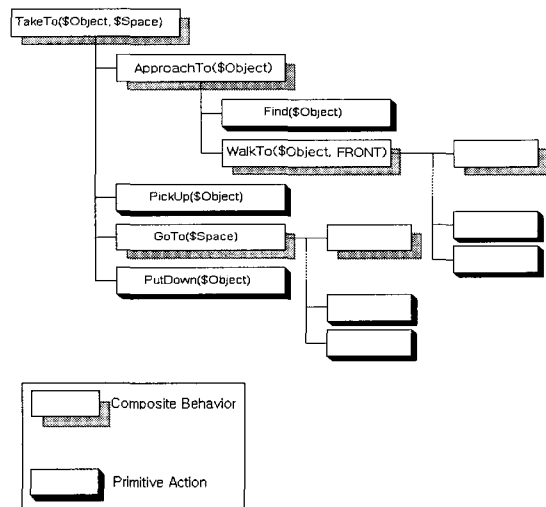 TakeTo($Object, $Space)
ApproachTo($Object)
Find($Object)
WalkTo($Object, FRONT)
PickUp($Object)
GoTo($Space)
PutDown($Object)
Composite Behavior
Primitive Action